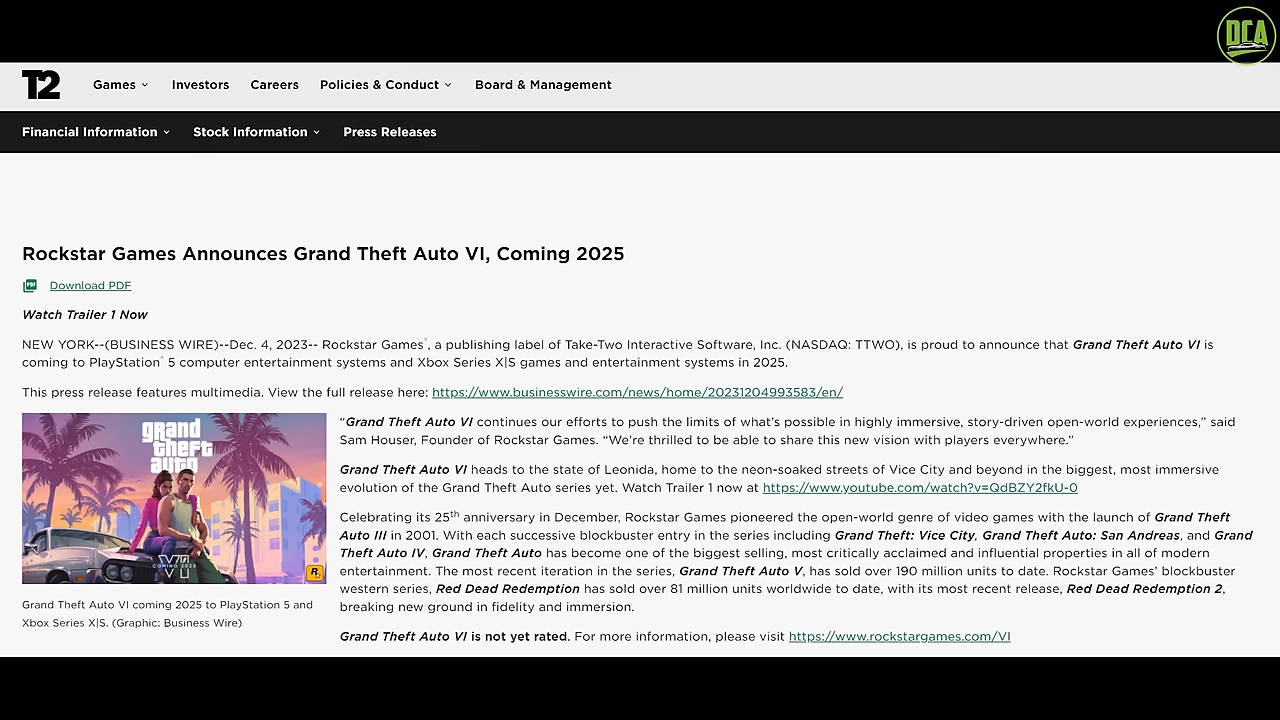 DCA
T2 Games Investors Careers Policies & Conduct Board & Management
Financial Information Stock Information Press Releases
Rockstar Games Announces Grand Theft Auto VI, Coming 2025
PDF Download PDF
Watch Trailer 1 Now
NEW YORK--(BUSINESS WIRE)--Dec. 4, 2023-- Rockstar Games®, a publishing label of Take-Two Interactive Software, Inc. (NASDAQ: TTWO), is proud to announce that Grand Theft Auto VI is
coming to PlayStation® 5 computer entertainment systems and Xbox Series X|S games and entertainment systems in 2025.
This press release features multimedia. View the full release here: https://www.businesswire.com/news/home/20231204993583/en/
grand
theft
auto
VI
COMING 2025
R
Grand Theft Auto VI coming 2025 to PlayStation 5 and
Xbox Series X|S. (Graphic: Business Wire)
“Grand Theft Auto VI continues our efforts to push the limits of what’s possible in highly immersive, story-driven open-world experiences,” said
Sam Houser, Founder of Rockstar Games. “We’re thrilled to be able to share this new vision with players everywhere.”
Grand Theft Auto VI heads to the state of Leonida, home to the neon-soaked streets of Vice City and beyond in the biggest, most immersive
evolution of the Grand Theft Auto series yet. Watch Trailer 1 now at https://www.youtube.com/watch?v=QdBZY2fkU-0
Celebrating its 25th anniversary in December, Rockstar Games pioneered the open-world genre of video games with the launch of Grand Theft
Auto III in 2001. With each successive blockbuster entry in the series including Grand Theft: Vice City, Grand Theft Auto: San Andreas, and Grand
Theft Auto IV, Grand Theft Auto has become one of the biggest selling, most critically acclaimed and influential properties in all of modern
entertainment. The most recent iteration in the series, Grand Theft Auto V, has sold over 190 million units to date. Rockstar Games’ blockbuster
western series, Red Dead Redemption has sold over 81 million units worldwide to date, with its most recent release, Red Dead Redemption 2,
breaking new ground in fidelity and immersion.
Grand Theft Auto VI is not yet rated. For more information, please visit https://www.rockstargames.com/VI